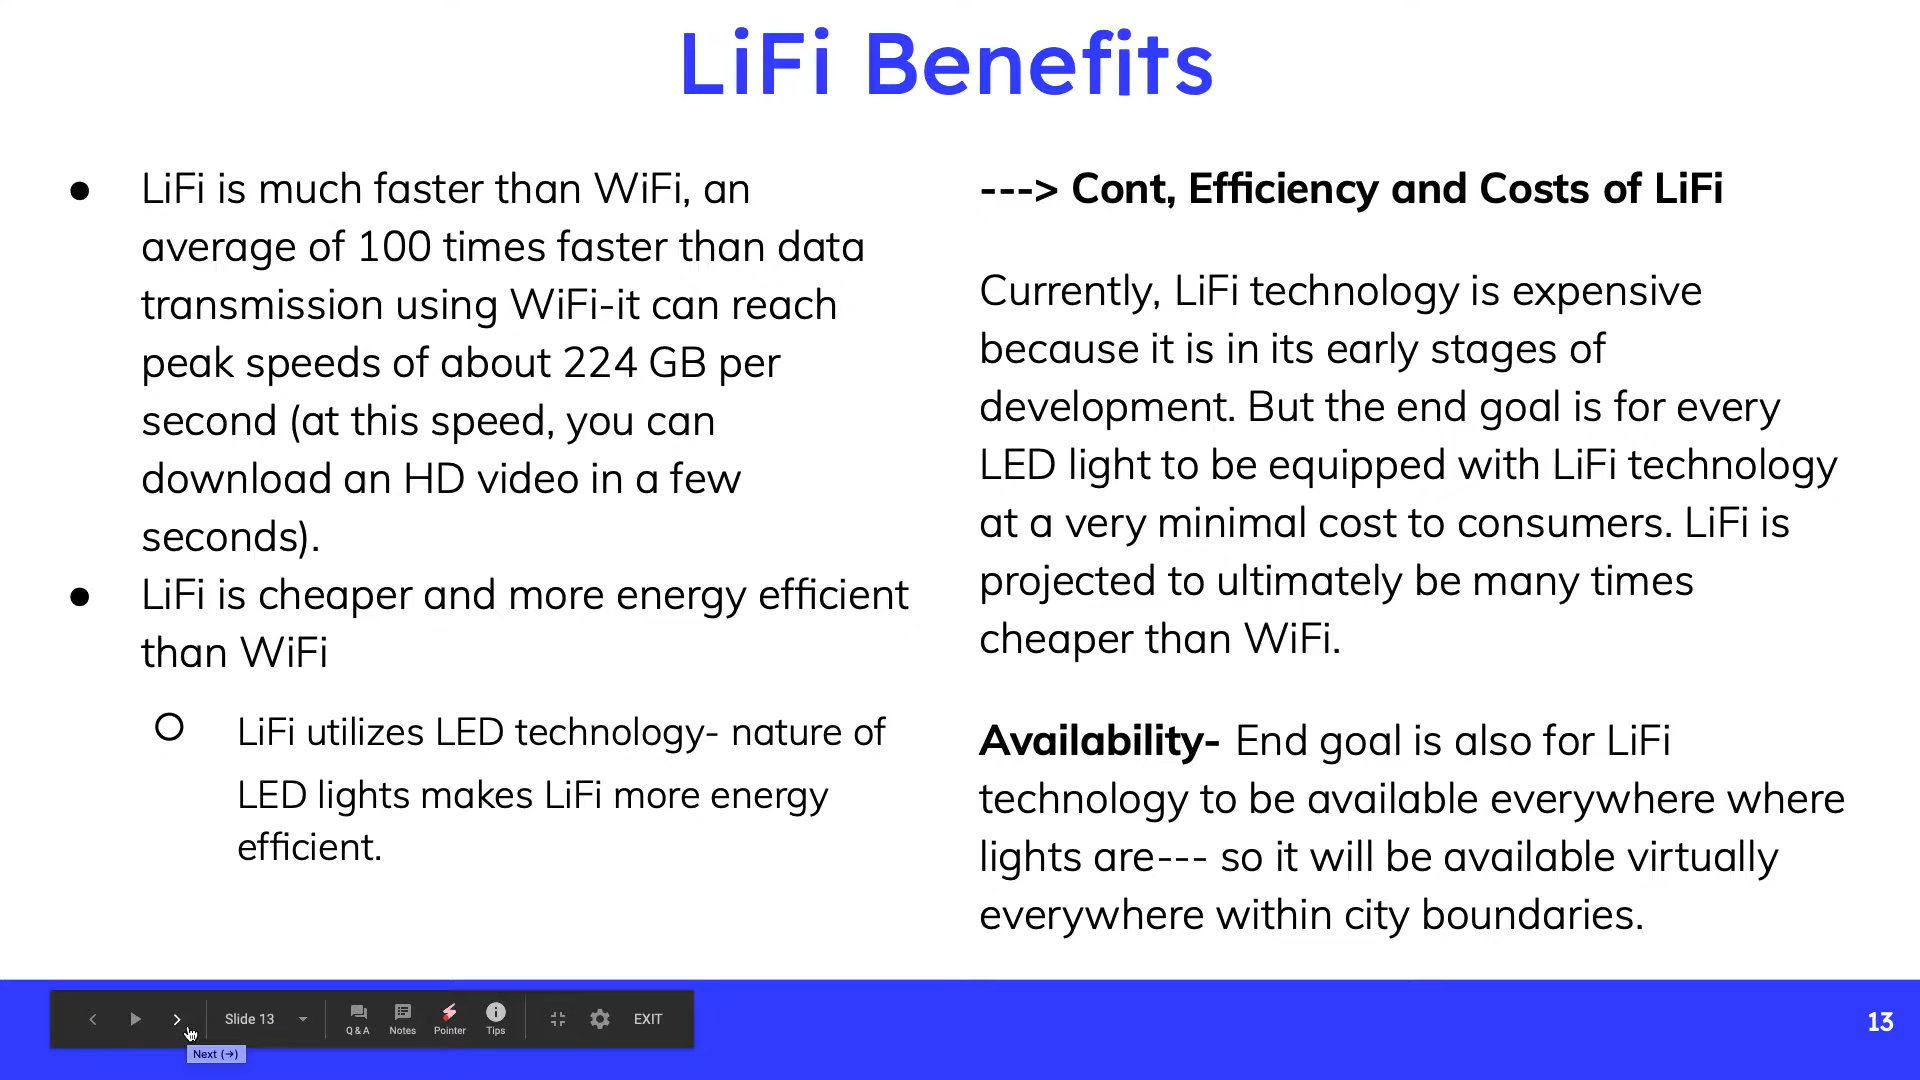 LiFi Benefits
● LiFi is much faster than WiFi, an
average of 100 times faster than data
transmission using WiFi-it can reach
peak speeds of about 224 GB per
second (at this speed, you can
download an HD video in a few
seconds).
● LiFi is cheaper and more energy efficient
than WiFi
○ LiFi utilizes LED technology- nature of
LED lights makes LiFi more energy
efficient.
---> Cont, Efficiency and Costs of LiFi
Currently, LiFi technology is expensive
because it is in its early stages of
development. But the end goal is for every
LED light to be equipped with LiFi technology
at a very minimal cost to consumers. LiFi is
projected to ultimately be many times
cheaper than WiFi.
Availability- End goal is also for LiFi
technology to be available everywhere where
lights are--- so it will be available virtually
everywhere within city boundaries.
Slide 13
Q & A
Notes
Pointer
Tips
EXIT
Next (→)
13